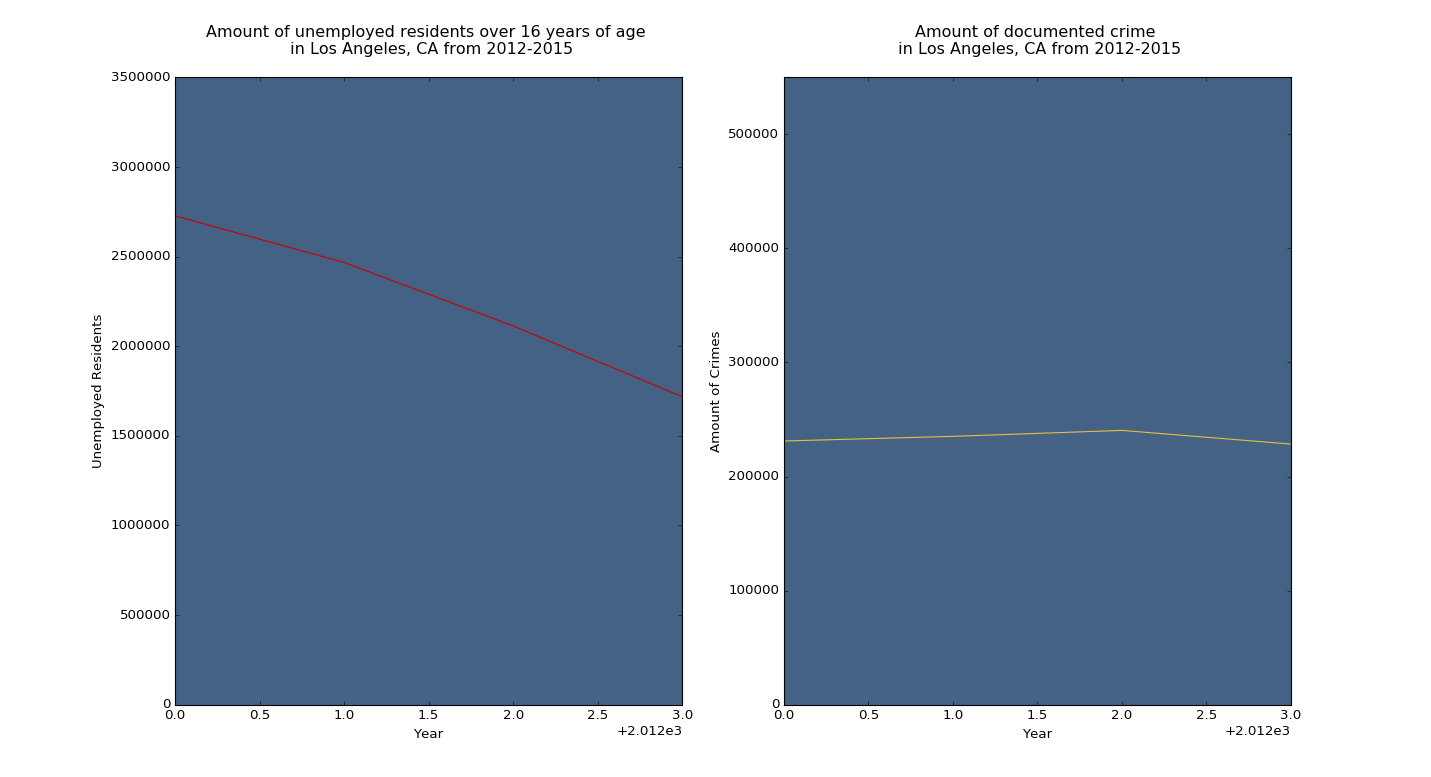 Amount of unemployed residents over 16 years of age
in Los Angeles, CA from 2012-2015
3500000
3000000
2500000
2000000
1500000
1000000
500000
0
Unemployed Residents
0.0 0.5 1.0 1.5 2.0 2.5 3.0
+2.012e3
Year
Amount of documented crime
in Los Angeles, CA from 2012-2015
500000
400000
300000
200000
100000
0
Amount of Crimes
0.0 0.5 1.0 1.5 2.0 2.5 3.0
+2.012e3
Year